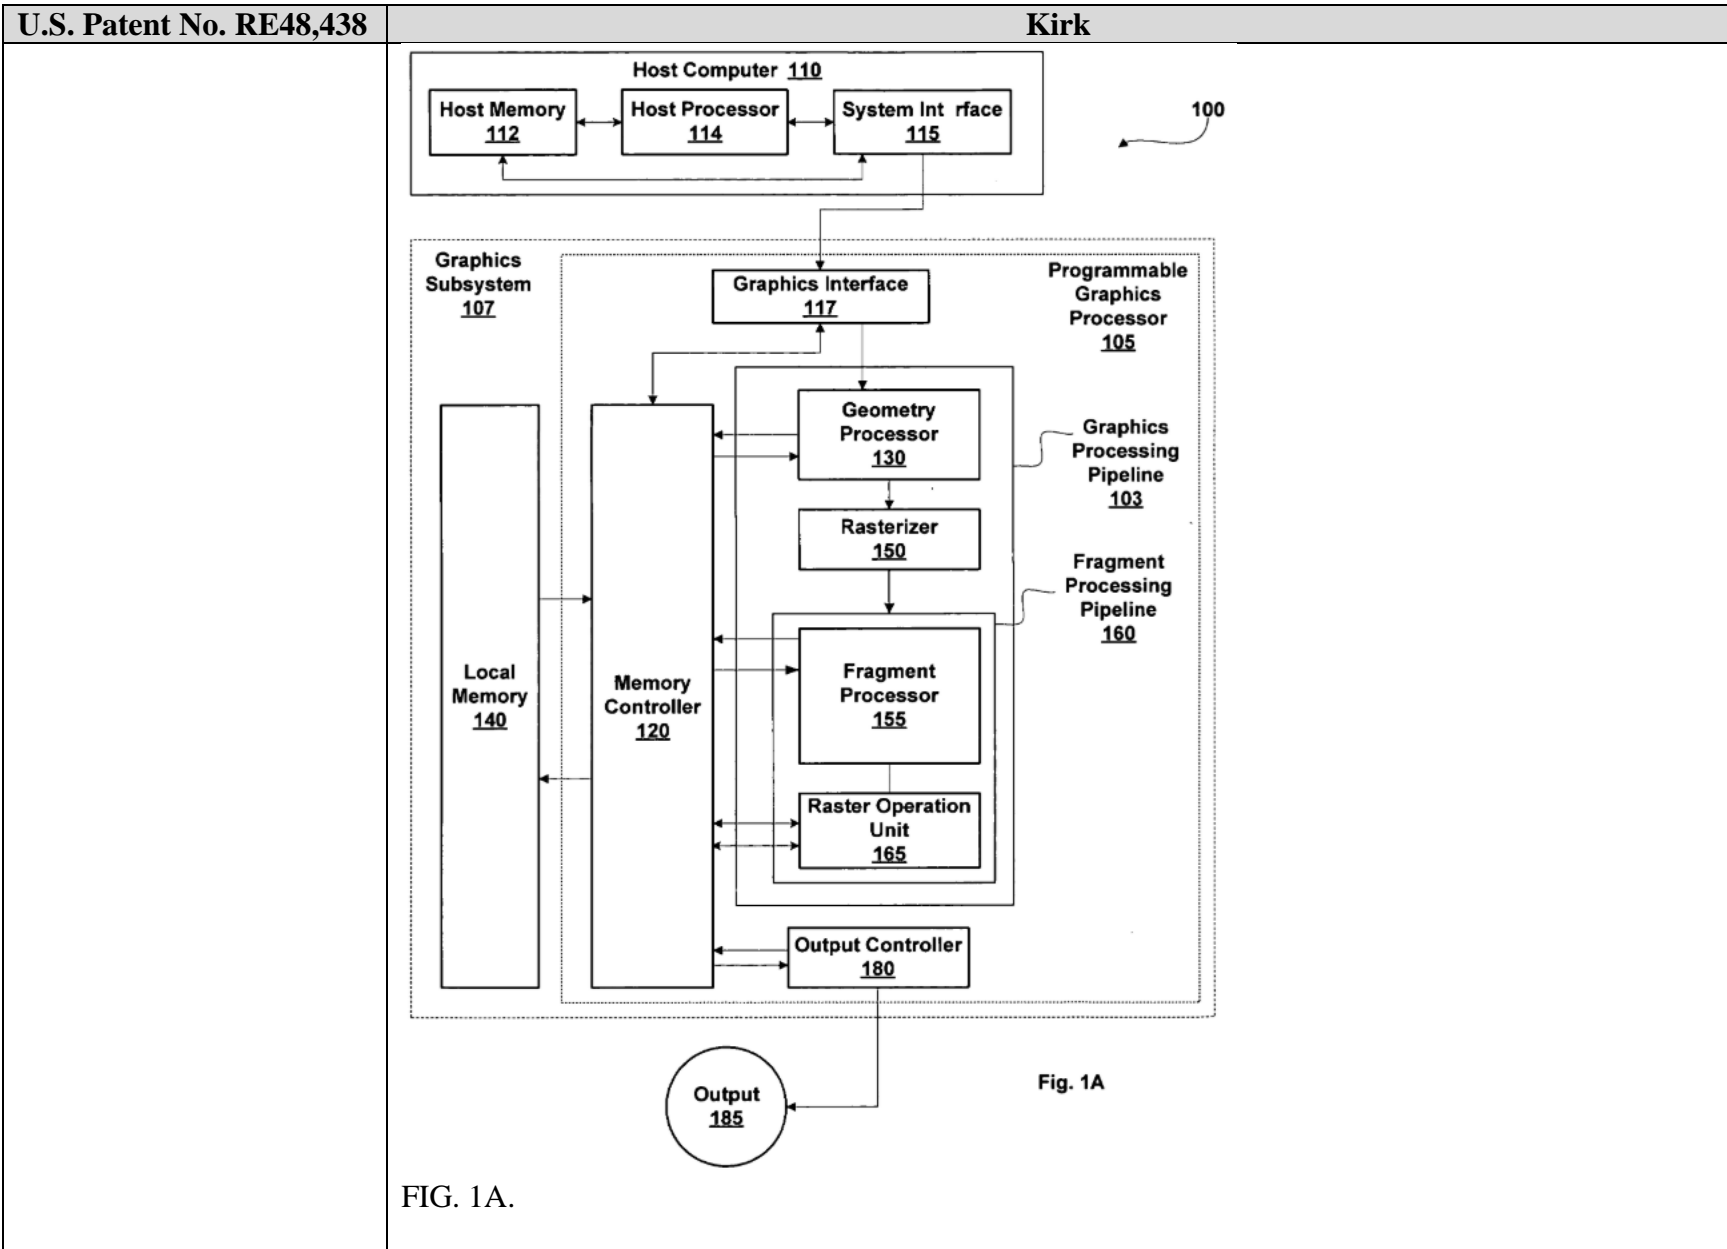 U.S. Patent No. RE48,438
Kirk
Host Computer 110
Host Memory
112
Host Processor
114
System Int rface
115
100
Graphics
Subsystem
107
Graphics Interface
117
Programmable
Graphics
Processor
105
Geometry
Processor
130
Graphics
Processing
Pipeline
103
Rasterizer
150
Fragment
Processing
Pipeline
160
Local
Memory
140
Memory
Controller
120
Fragment
Processor
155
Raster Operation
Unit
165
Output Controller
180
Output
185
Fig. 1A
FIG. 1A.